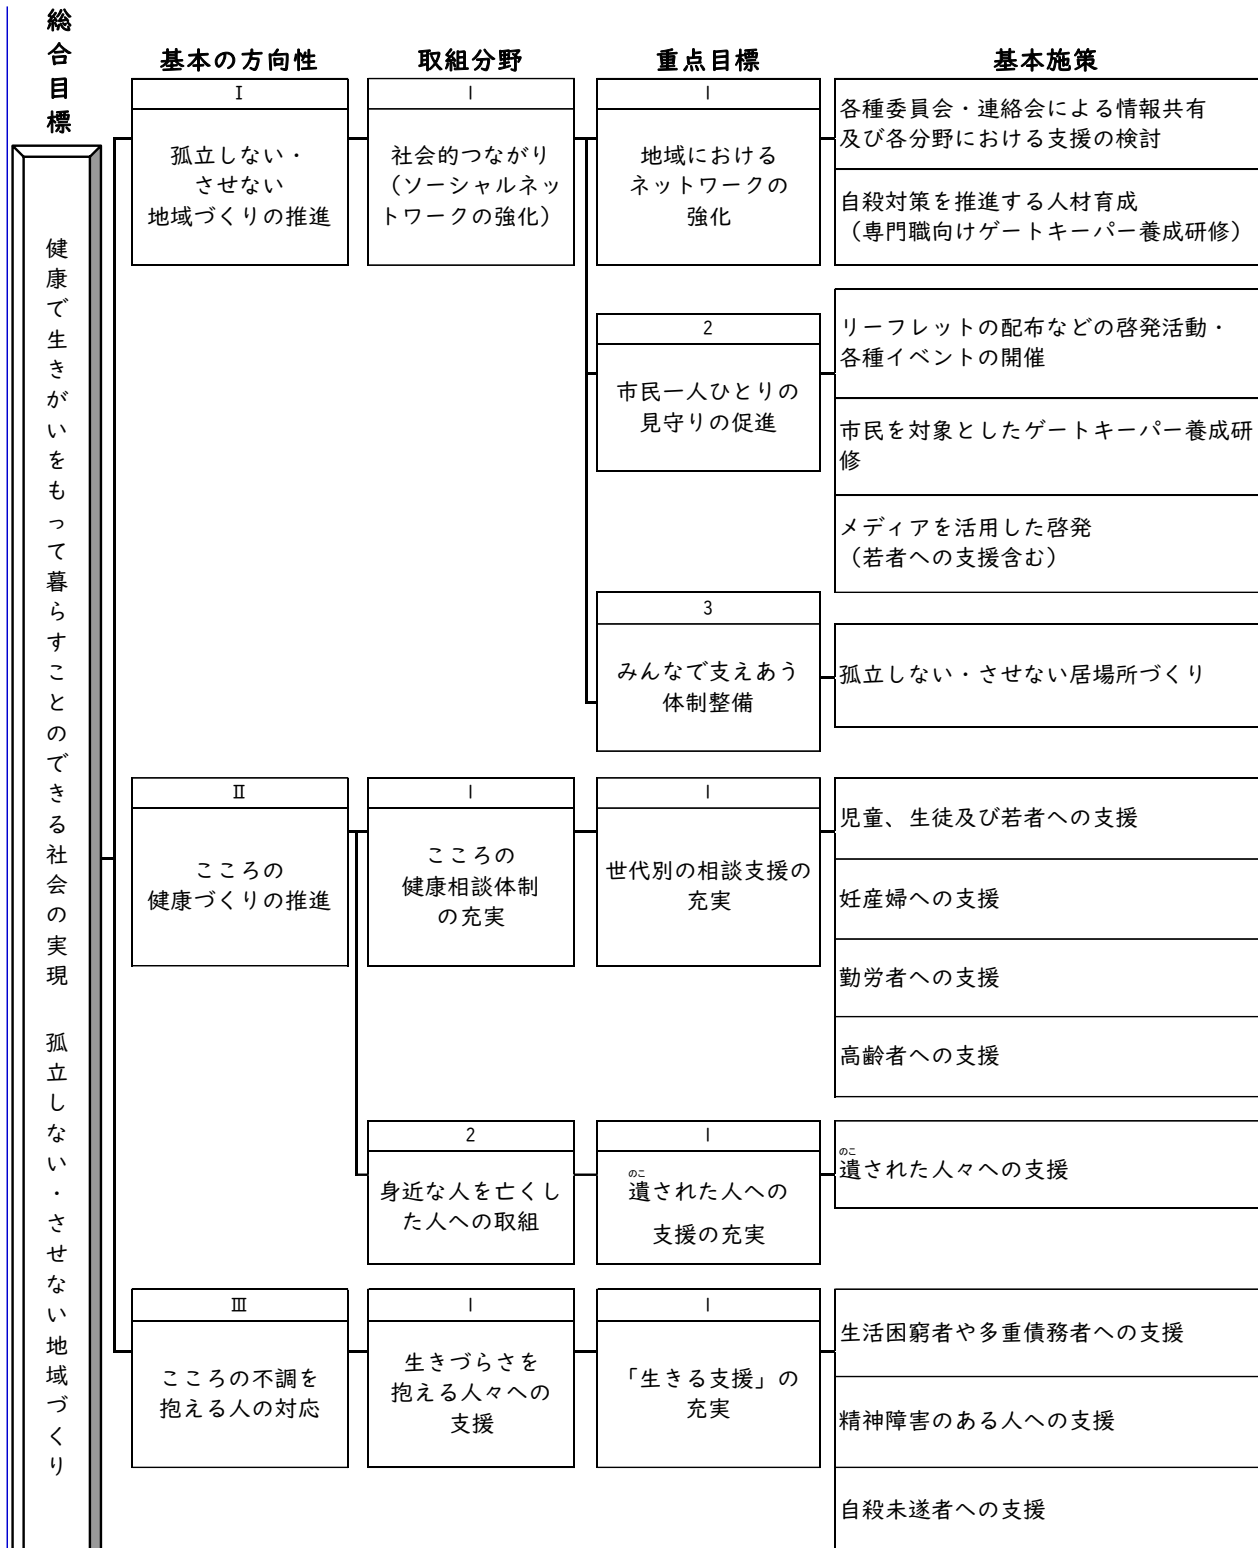 総合目標
基本の方向性
取組分野
重点目標
基本施策
健康で生きがいをもって暮らすことのできる社会の実現　孤立しない・させない地域づくり
Ⅰ
孤立しない・
させない
地域づくりの推進
1
社会的つながり
（ソーシャルネッ
トワークの強化）
1
地域における
ネットワークの
強化
各種委員会・連絡会による情報共有
及び各分野における支援の検討
自殺対策を推進する人材育成
（専門職向けゲートキーパー養成研修）
2
市民一人ひとりの
見守りの促進
リーフレットの配布などの啓発活動・
各種イベントの開催
市民を対象としたゲートキーパー養成研
修
メディアを活用した啓発
（若者への支援含む）
3
みんなで支えあう
体制整備
孤立しない・させない居場所づくり
Ⅱ
こころの
健康づくりの推進
1
こころの
健康相談体制
の充実
1
世代別の相談支援の
充実
児童、生徒及び若者への支援
妊産婦への支援
勤労者への支援
高齢者への支援
2
身近な人を亡くし
た人への取組
1
のこ
遺された人への
支援の充実
のこ
遺された人々への支援
Ⅲ
こころの不調を
抱える人の対応
1
生きづらさを
抱える人々への
支援
1
「生きる支援」の
充実
生活困窮者や多重債務者への支援
精神障害のある人への支援
自殺未遂者への支援